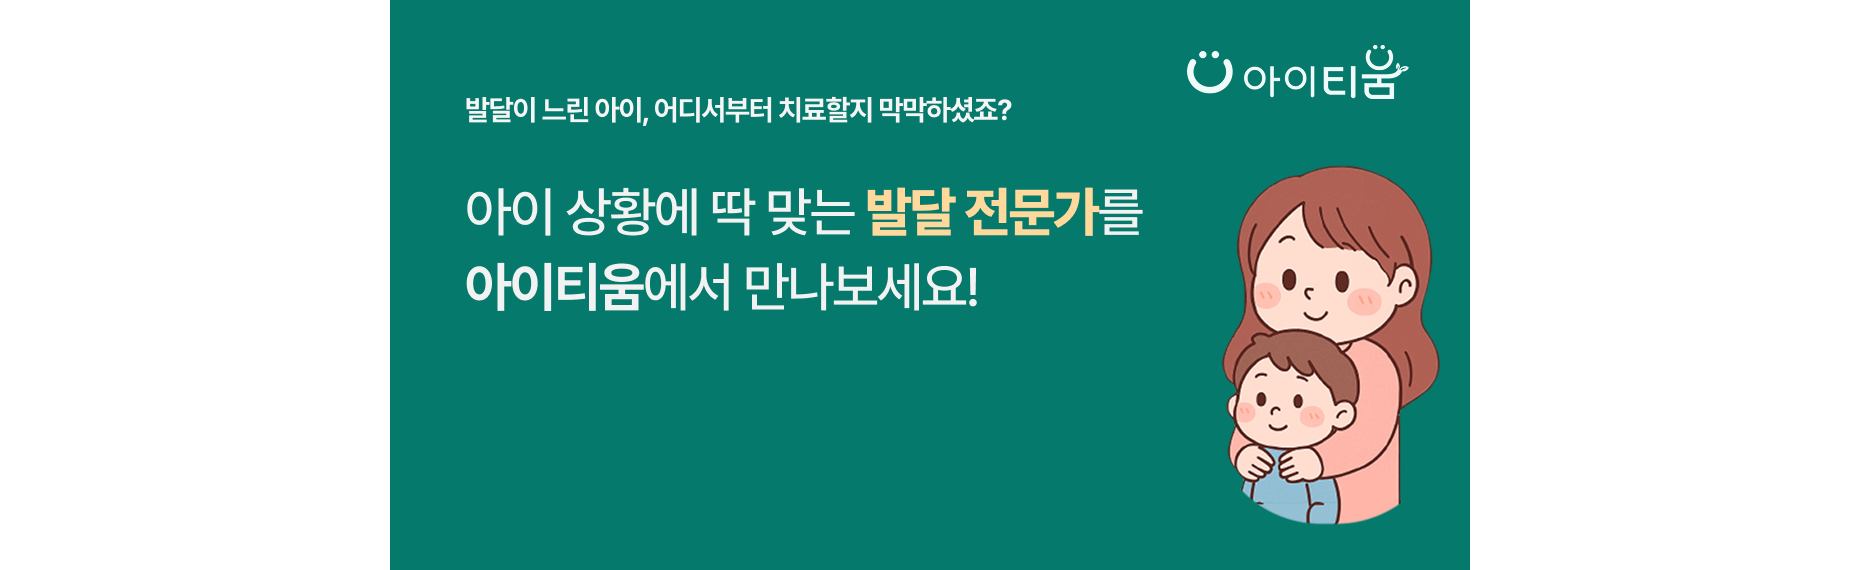 아이티움
발달이 느린 아이, 어디서부터 치료할지 막막하셨죠?
아이 상황에 딱 맞는 발달 전문가를
아이티움에서 만나보세요!